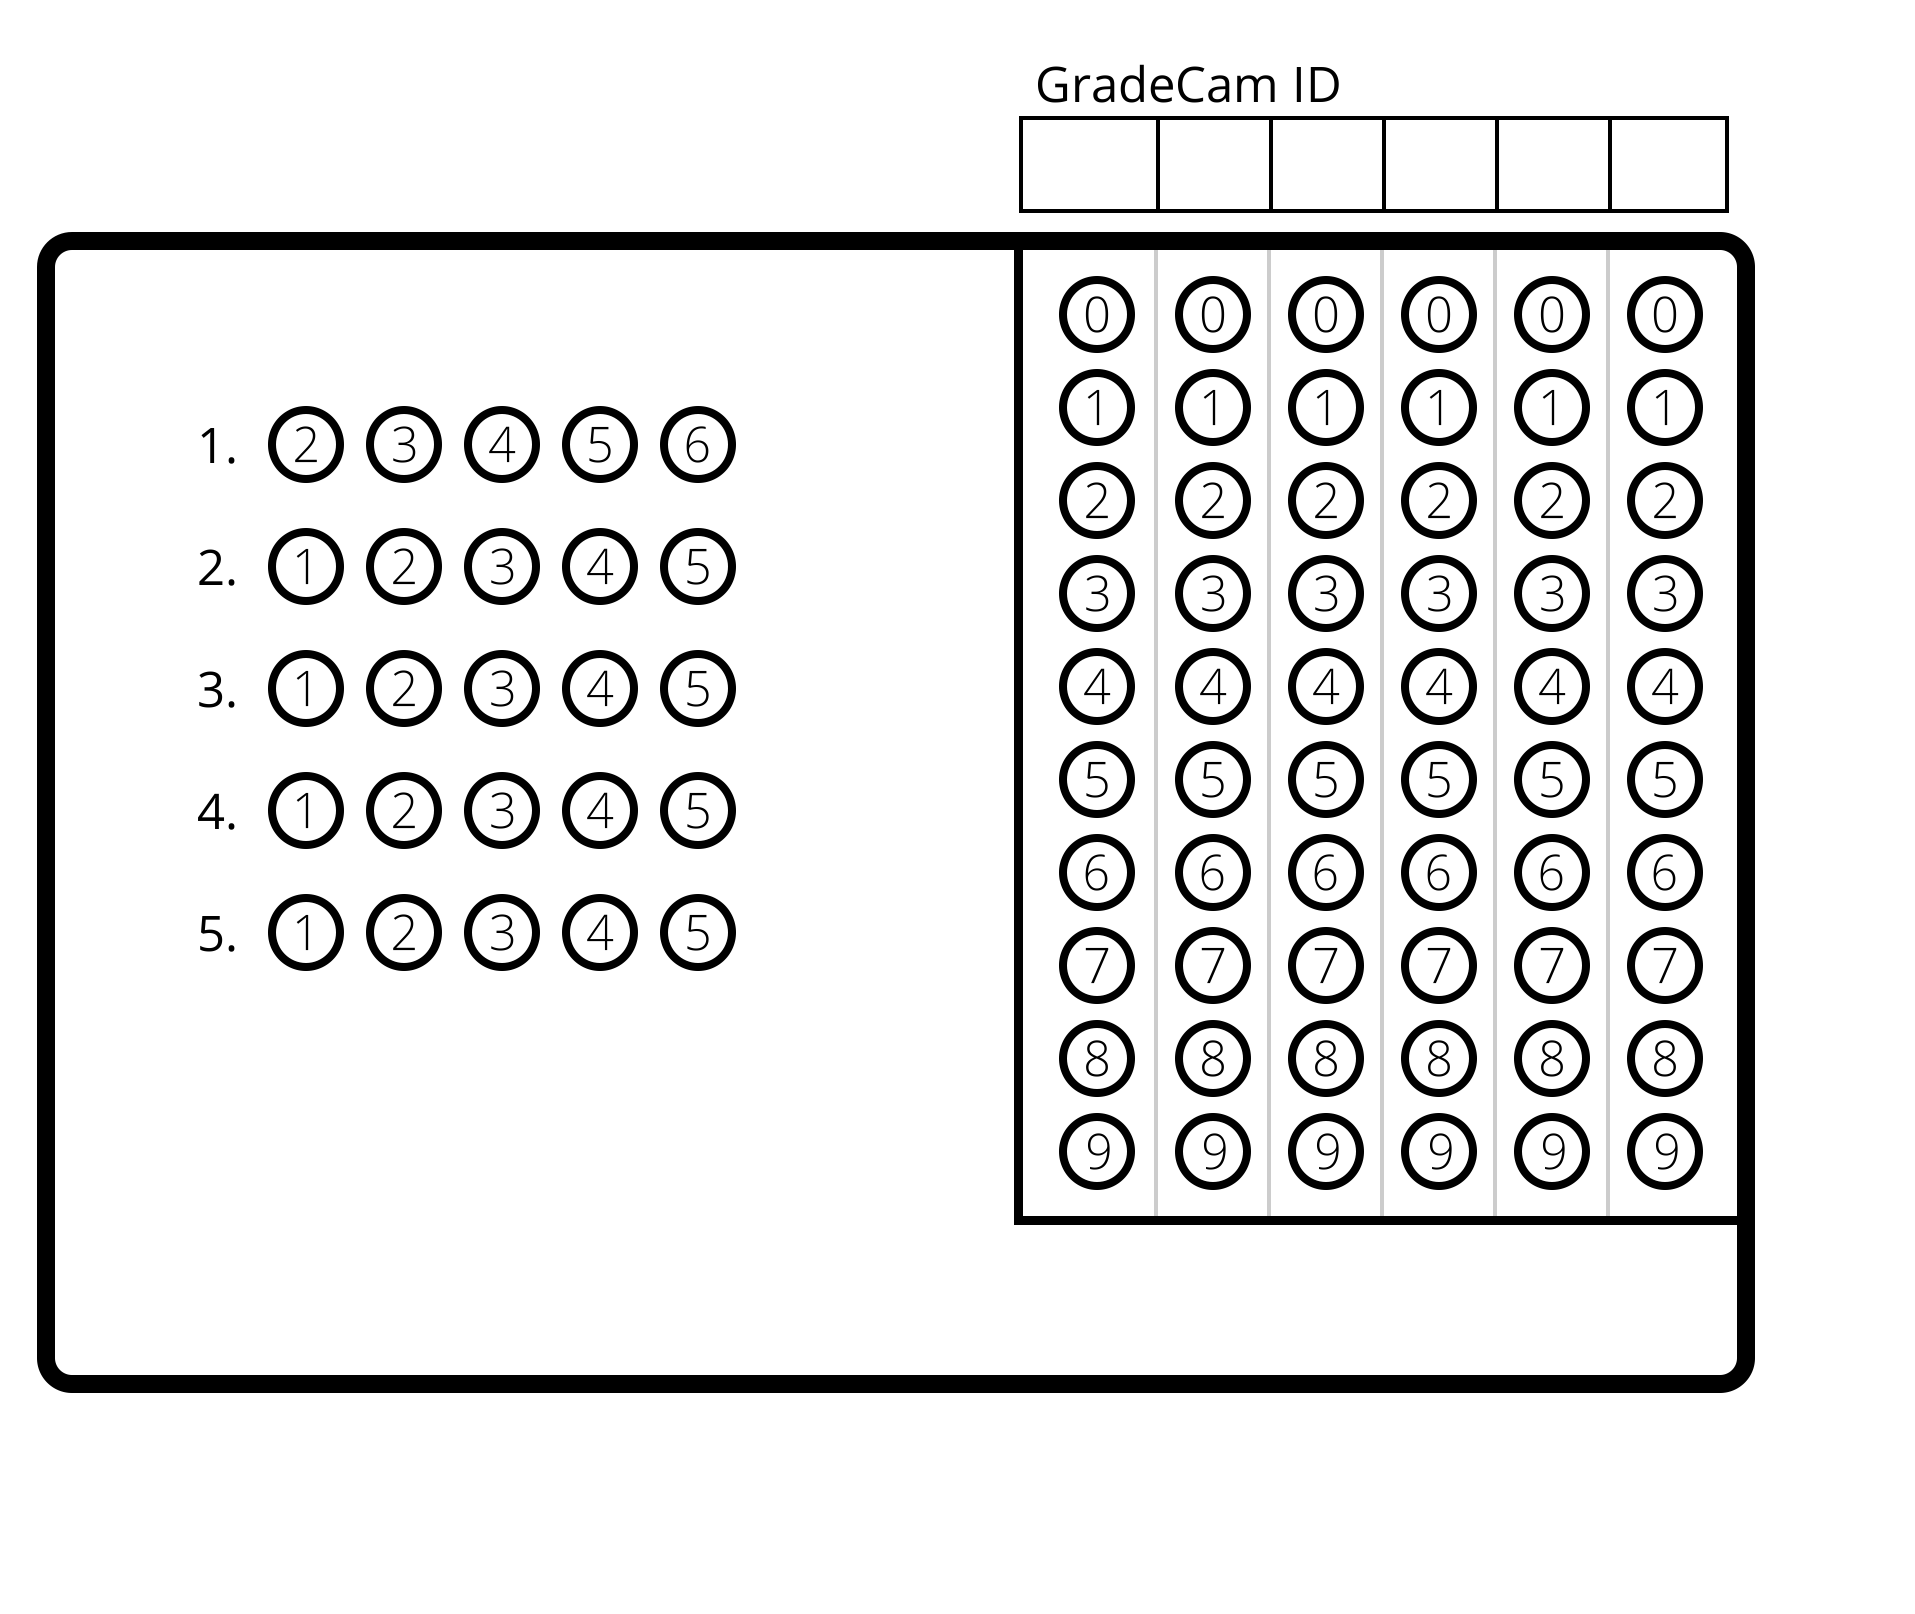 GradeCam ID
1. 2 3 4 5 6
2. 1 2 3 4 5
3. 1 2 3 4 5
4. 1 2 3 4 5
5. 1 2 3 4 5
0 0 0 0 0 0
1 1 1 1 1 1
2 2 2 2 2 2
3 3 3 3 3 3
4 4 4 4 4 4
5 5 5 5 5 5
6 6 6 6 6 6
7 7 7 7 7 7
8 8 8 8 8 8
9 9 9 9 9 9